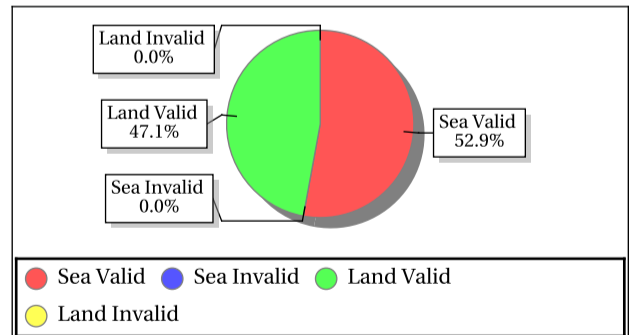 Land Invalid
0.0%
Land Valid
47.1%
Sea Invalid
0.0%
Sea Valid
52.9%
Sea Valid Sea Invalid Land Valid
Land Invalid